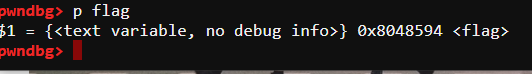 pwndbg> p flag
$1 = {<text variable, no debug info>} 0x8048594 <flag>
pwndbg>